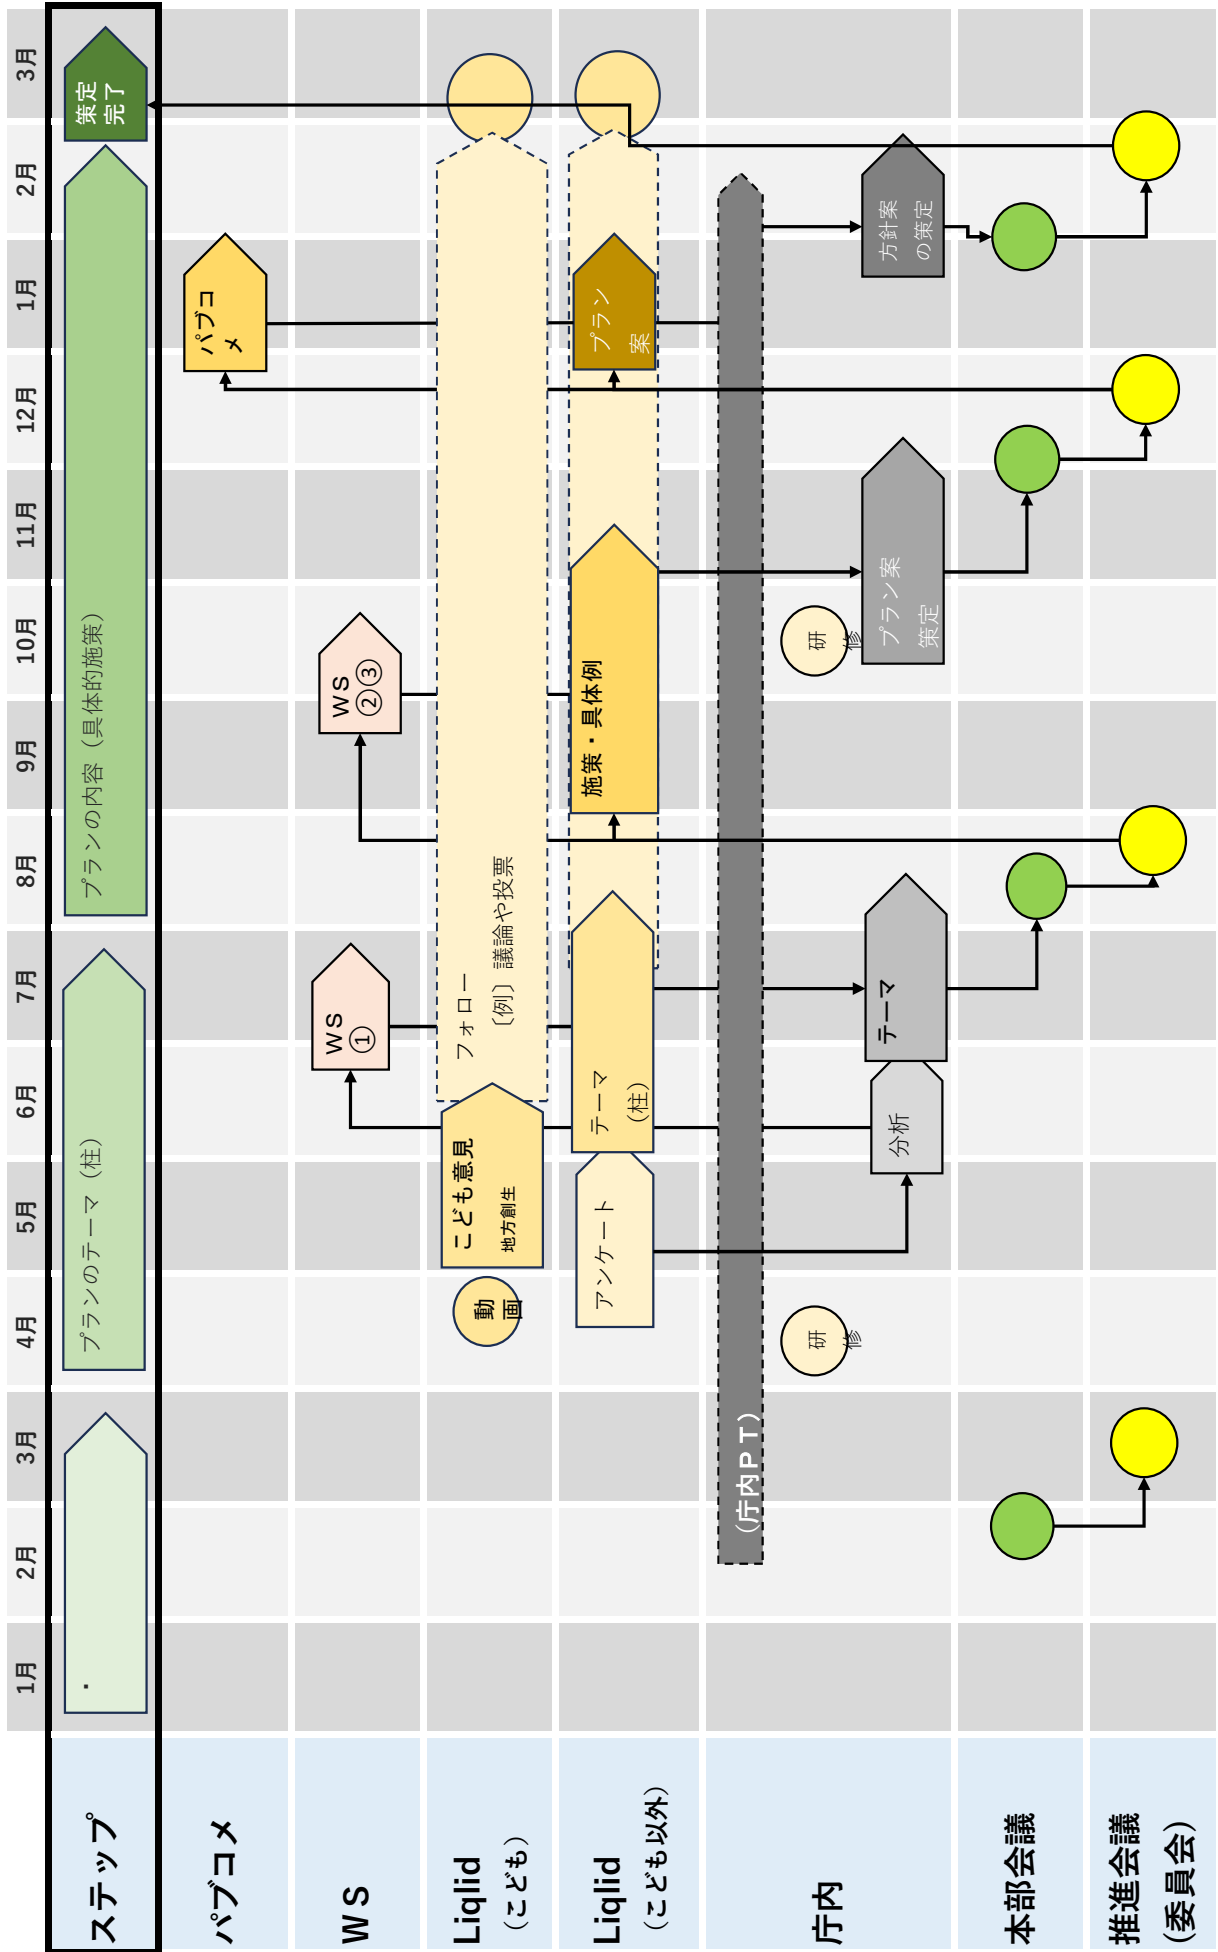 1月
2月
3月
4月
5月
6月
7月
8月
9月
10月
11月
12月
1月
2月
3月
ステップ
・
プランのテーマ（柱）
プランの内容（具体的施策）
策定
完了
パブコメ
パブコ
メ
ＷＳ
WS
①
WS
②③
Liqlid
（こども）
動
画
こども意見
地方創生
フォロー
〔例〕議論や投票
Liqlid
（こども以外）
アンケート
テーマ
（柱）
施策・具体例
プラン
案
庁内
（庁内ＰＴ）
研
修
研
修
分析
テーマ
プラン案
策定
方針案
の策定
本部会議
推進会議
（委員会）